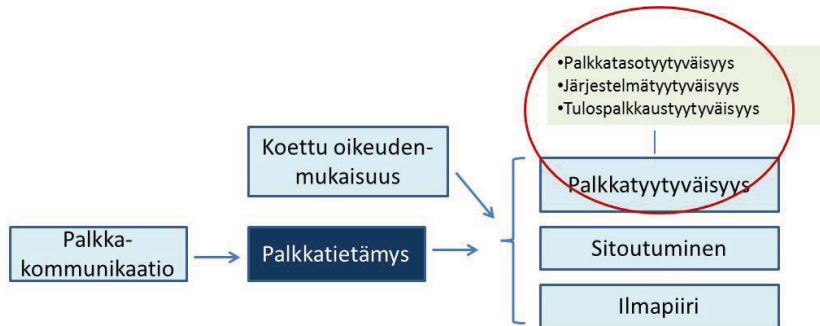 •Palkkatasotyytyväisyys
•Järjestelmätyytyväisyys
•Tulospalkkaustyytyväisyys
Koettu oikeuden-
mukaisuus
Palkkatyytyväisyys
Palkka-
kommunikaatio
Palkkatietämys
Sitoutuminen
Ilmapiiri